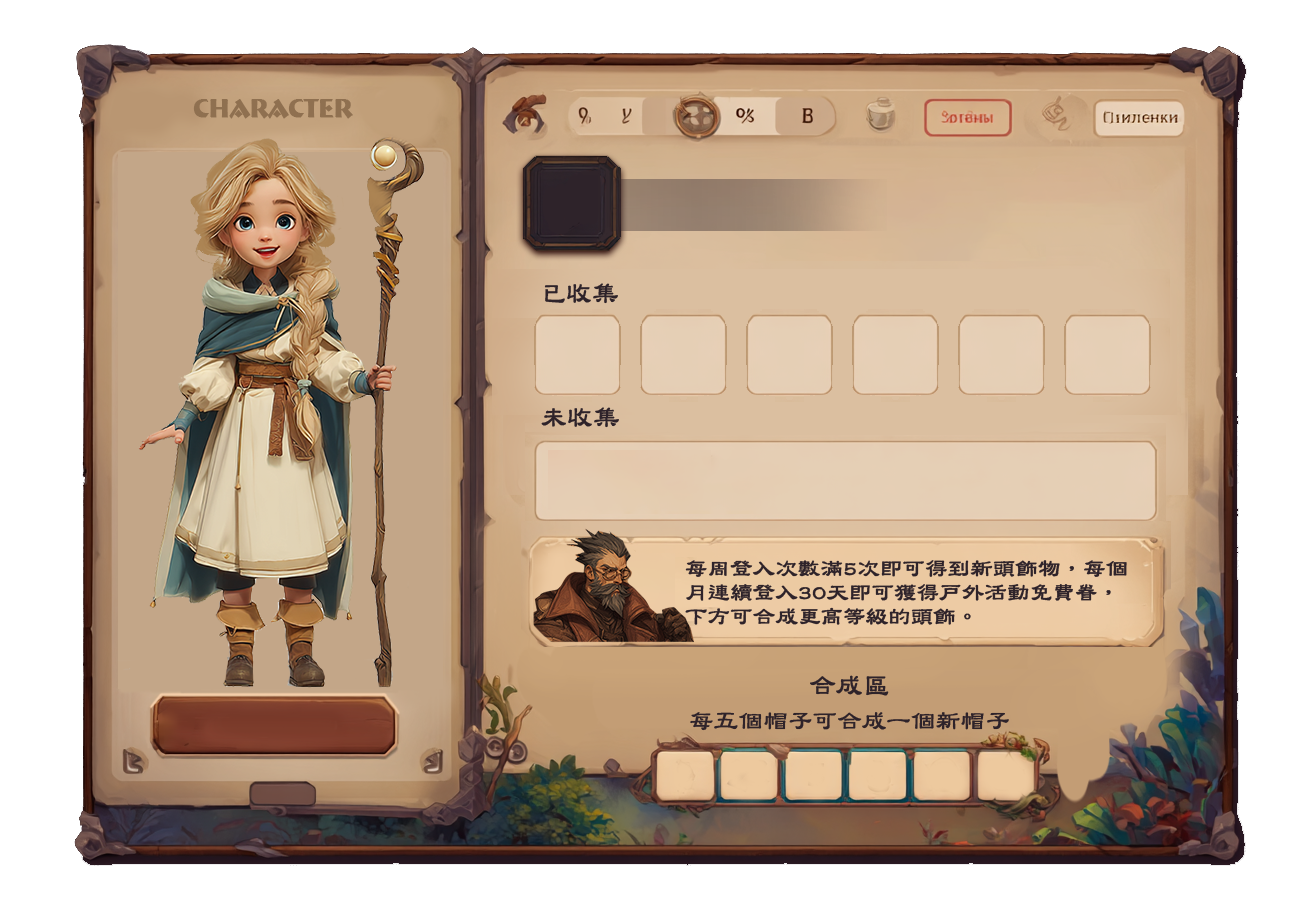 CHARACTER
% B
已收集
未收集
每周登入次數滿5次即可得到新頭飾物，每個
月連續登入30天即可獲得戶外活動免費眷，
下方可合成更高等級的頭飾。
合成區
每五個帽子可合成一個新帽子